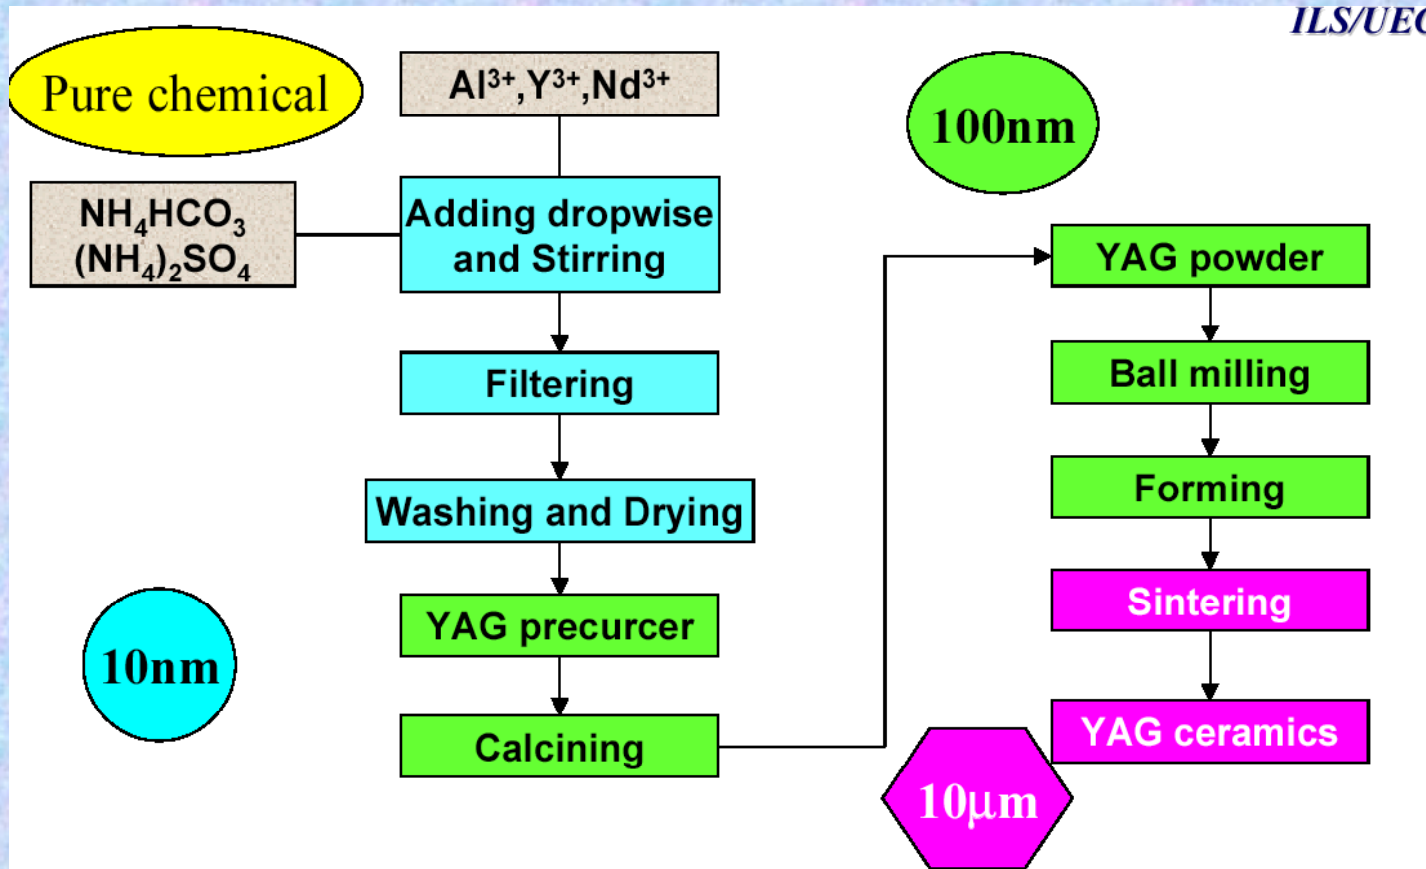 ILS/UEC
Pure chemical
Al³⁺,Y³⁺,Nd³⁺
NH₄HCO₃
(NH₄)₂SO₄
Adding dropwise
and Stirring
Filtering
Washing and Drying
YAG precurcer
Calcining
10nm
100nm
YAG powder
Ball milling
Forming
Sintering
YAG ceramics
10μm